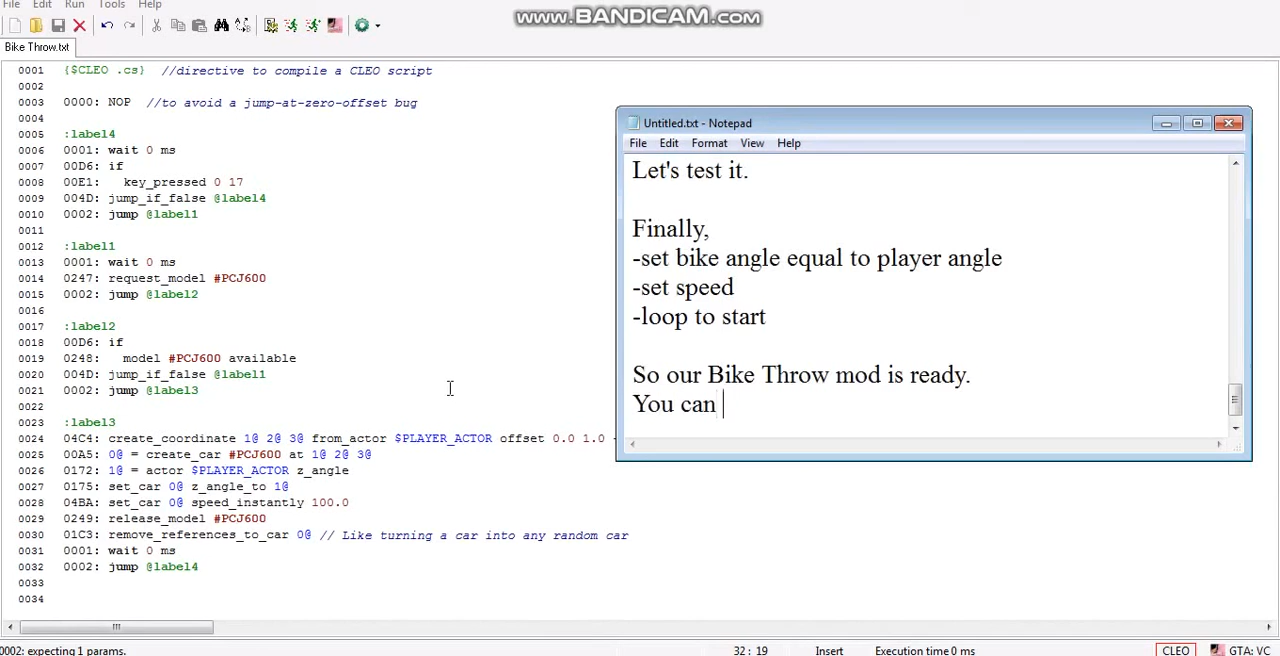 www.BANDICAM.com
File Edit Run Tools Help
Bike Throw.txt
0001 {$CLEO .cs} //directive to compile a CLEO script
0002
0003 0000: NOP //to avoid a jump-at-zero-offset bug
0004
0005 :label4
0006 0001: wait 0 ms
0007 00D6: if
0008 00E1: key_pressed 0 17
0009 004D: jump_if_false @label4
0010 0002: jump @label1
0011
0012 :label1
0013 0001: wait 0 ms
0014 0247: request_model #PCJ600
0015 0002: jump @label2
0016
0017 :label2
0018 00D6: if
0019 0248: model #PCJ600 available
0020 004D: jump_if_false @label1
0021 0002: jump @label3
0022
0023 :label3
0024 04C4: create_coordinate 1@ 2@ 3@ from_actor $PLAYER_ACTOR offset 0.0 1.0
0025 00A5: 0@ = create_car #PCJ600 at 1@ 2@ 3@
0026 0172: 1@ = actor $PLAYER_ACTOR z_angle
0027 0175: set_car 0@ z_angle_to 1@
0028 04BA: set_car 0@ speed_instantly 100.0
0029 0249: release_model #PCJ600
0030 01C3: remove_references_to_car 0@ // Like turning a car into any random car
0031 0001: wait 0 ms
0032 0002: jump @label4
0033
0034
Untitled.txt - Notepad
File Edit Format View Help
Let's test it.
Finally,
-set bike angle equal to player angle
-set speed
-loop to start
So our Bike Throw mod is ready.
You can
0002: expecting 1 params.
32 : 19 Insert Execution time 0 ms CLEO GTA: VC